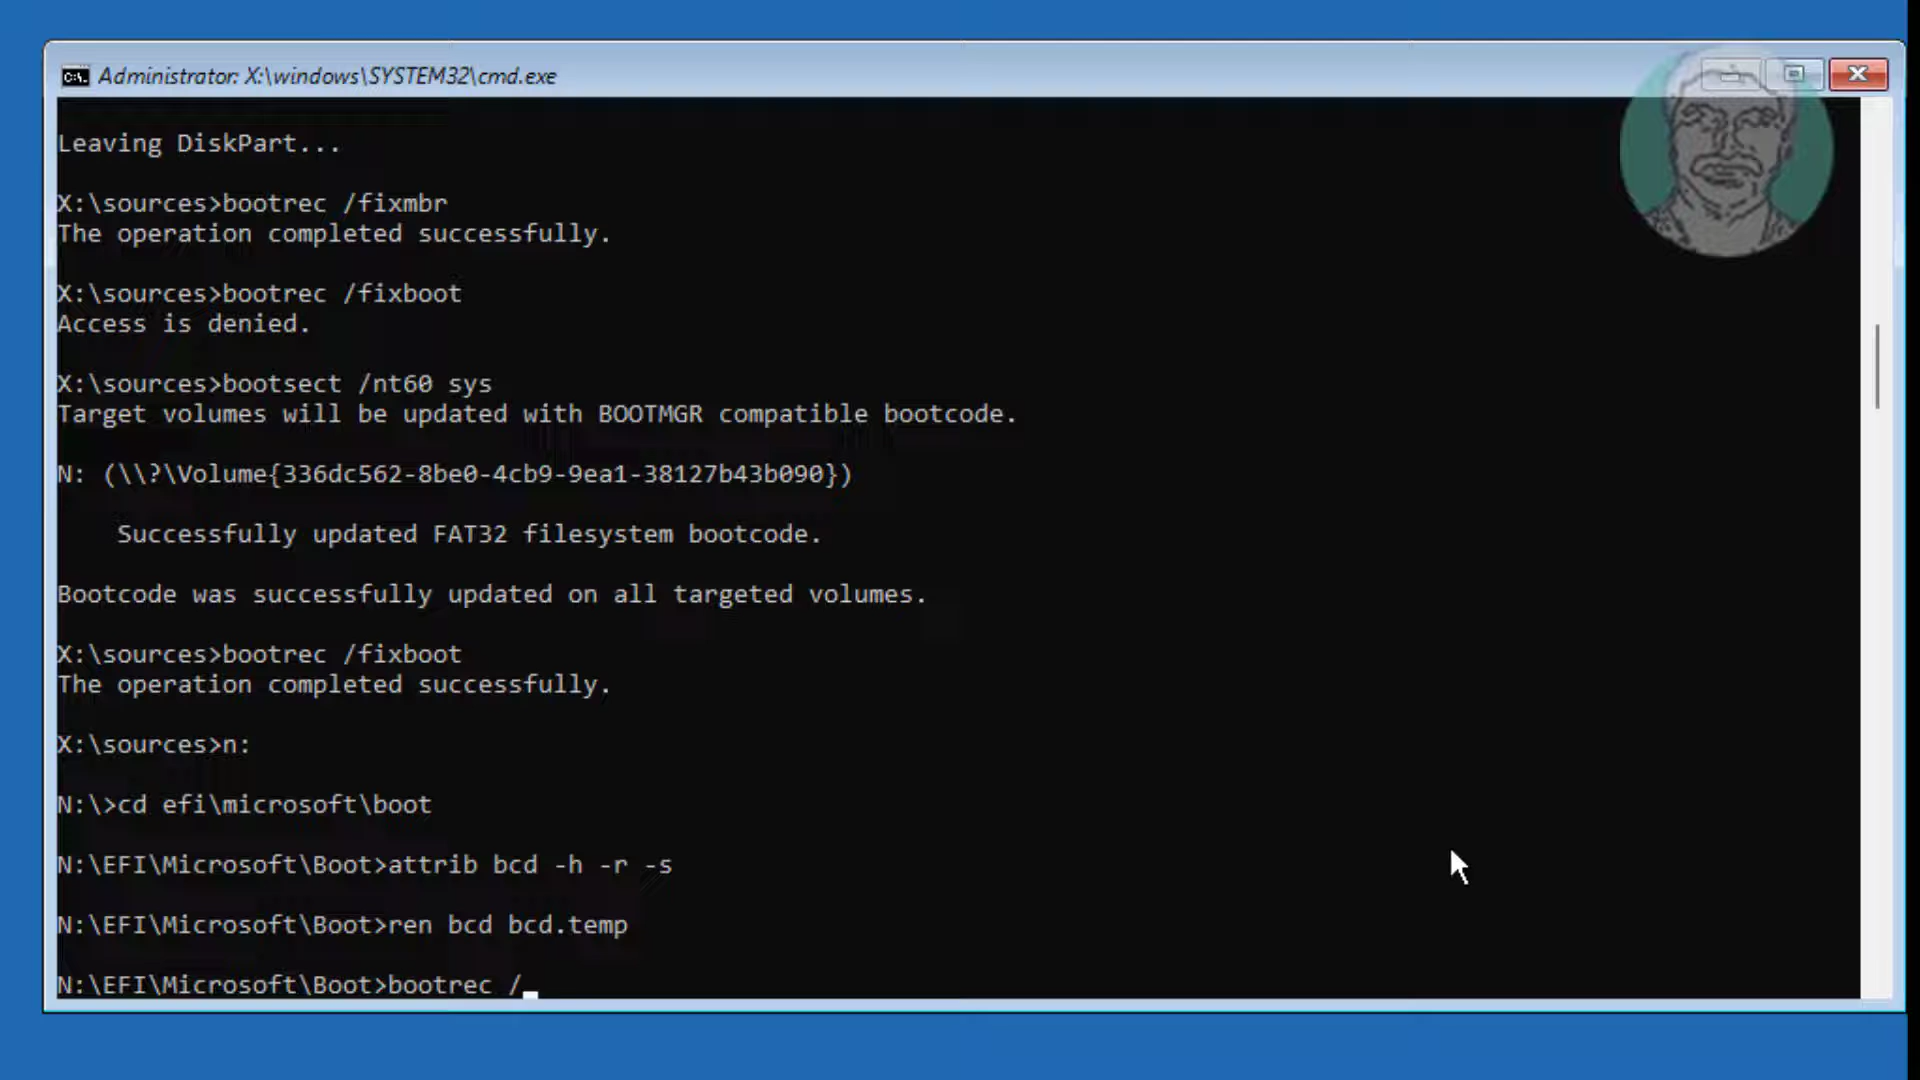 Administrator: X:\windows\SYSTEM32\cmd.exe
Leaving DiskPart...
X:\sources>bootrec /fixmbr
The operation completed successfully.
X:\sources>bootrec /fixboot
Access is denied.
X:\sources>bootsect /nt60 sys
Target volumes will be updated with BOOTMGR compatible bootcode.
N: (\\?\Volume{336dc562-8be0-4cb9-9ea1-38127b43b090})
Successfully updated FAT32 filesystem bootcode.
Bootcode was successfully updated on all targeted volumes.
X:\sources>bootrec /fixboot
The operation completed successfully.
X:\sources>n:
N:\>cd efi\microsoft\boot
N:\EFI\Microsoft\Boot>attrib bcd -h -r -s
N:\EFI\Microsoft\Boot>ren bcd bcd.temp
N:\EFI\Microsoft\Boot>bootrec /